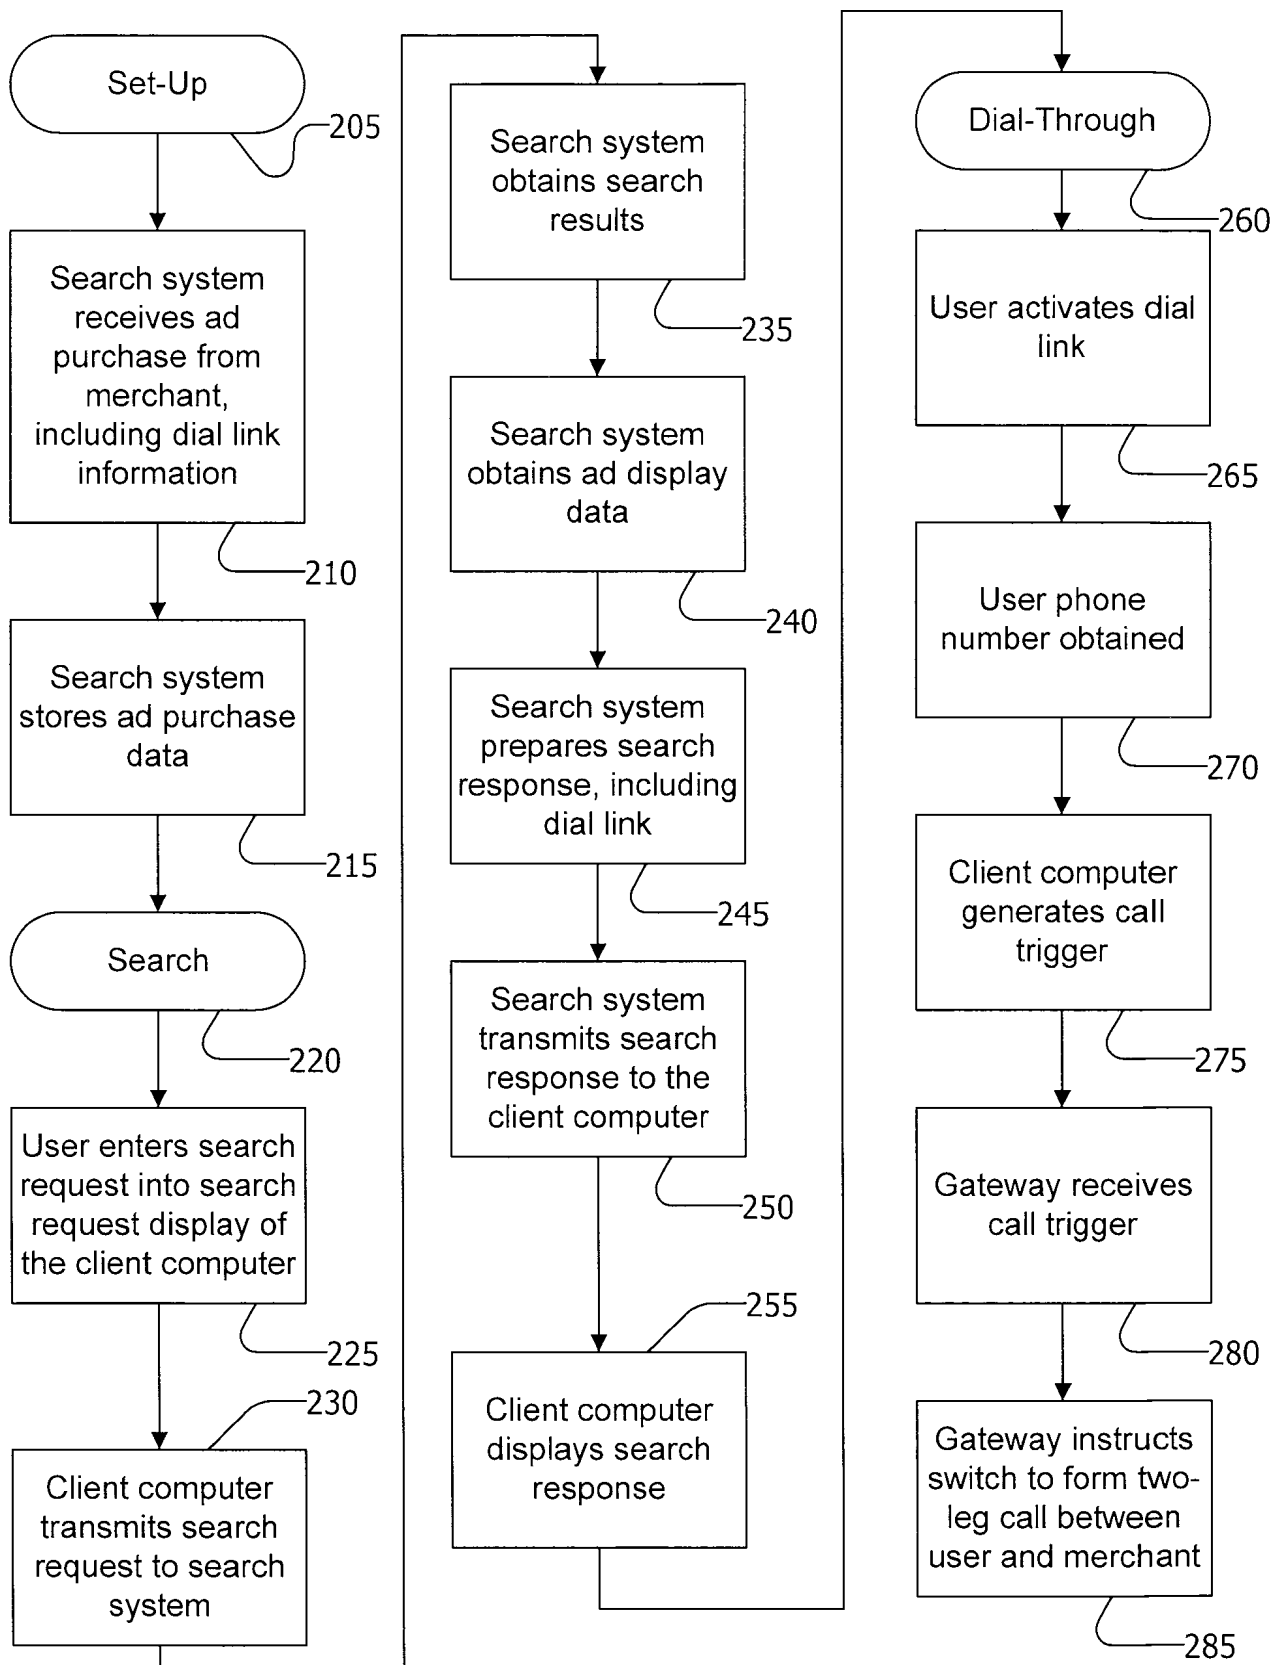 Set-Up
205
Search system
receives ad
purchase from
merchant,
including dial link
information
210
Search system
stores ad purchase
data
215
Search
220
User enters search
request into search
request display of
the client computer
225
230
Client computer
transmits search
request to search
system
Search system
obtains search
results
235
Search system
obtains ad display
data
240
Search system
prepares search
response, including
dial link
245
Search system
transmits search
response to the
client computer
250
255
Client computer
displays search
response
Dial-Through
260
User activates dial
link
265
User phone
number obtained
270
Client computer
generates call
trigger
275
Gateway receives
call trigger
280
Gateway instructs
switch to form two-
leg call between
user and merchant
285